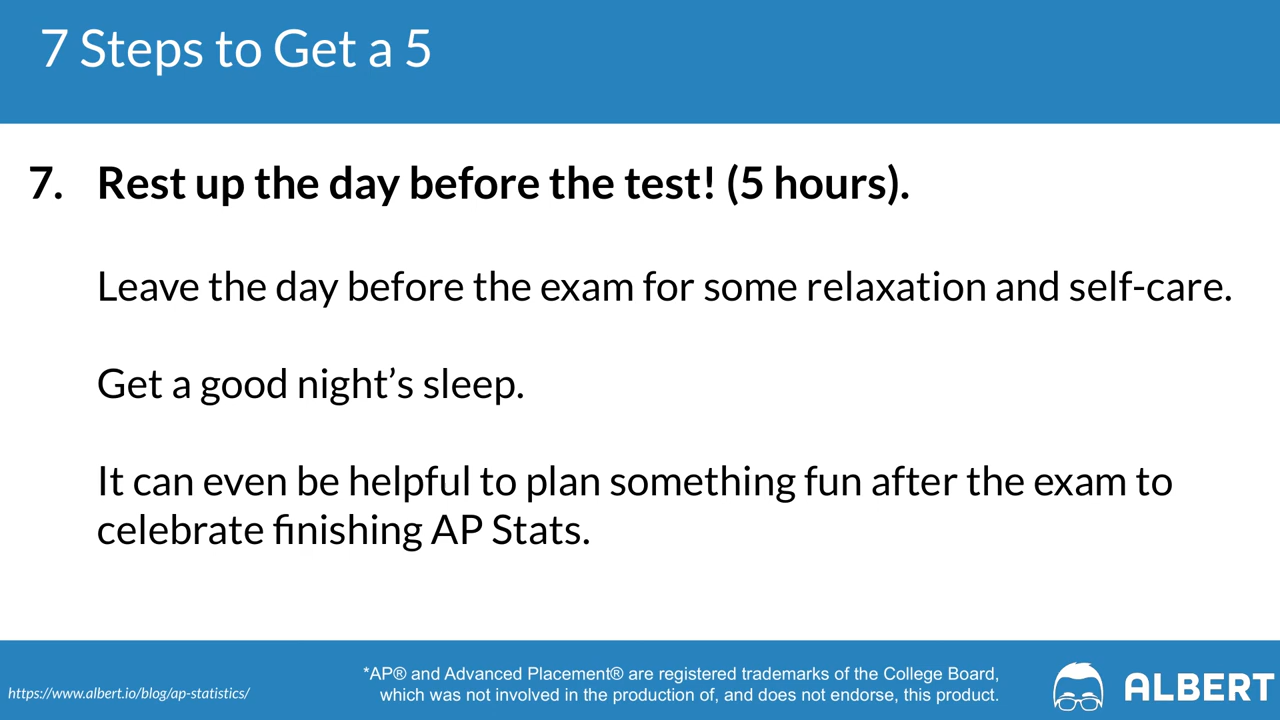 7 Steps to Get a 5
7. Rest up the day before the test! (5 hours).
Leave the day before the exam for some relaxation and self-care.
Get a good night’s sleep.
It can even be helpful to plan something fun after the exam to
celebrate finishing AP Stats.
https://www.albert.io/blog/ap-statistics/
*AP® and Advanced Placement® are registered trademarks of the College Board,
which was not involved in the production of, and does not endorse, this product.
ALBERT